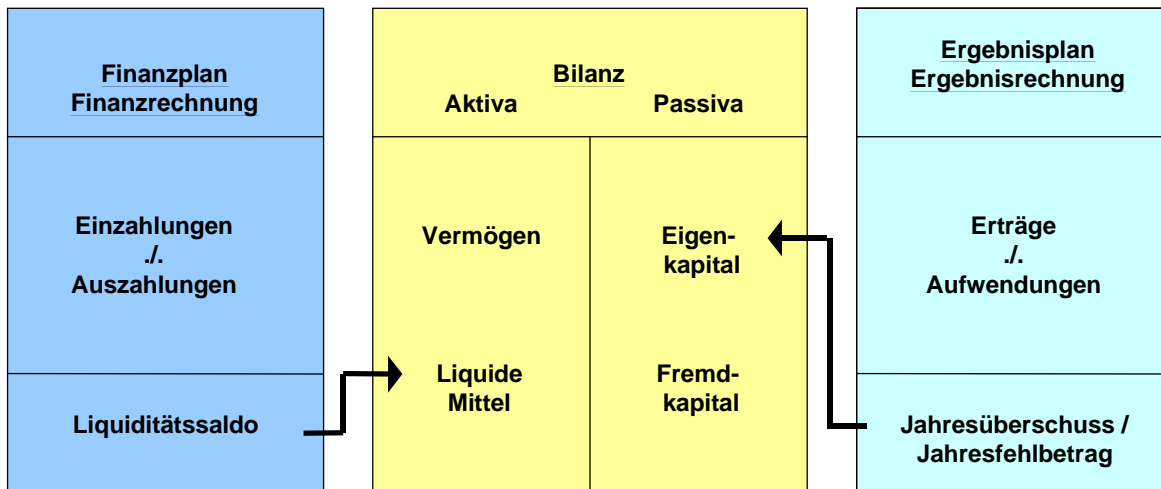 Finanzplan
Finanzrechnung
Einzahlungen
./.
Auszahlungen
Liquiditätssaldo
Bilanz
Aktiva Passiva
Vermögen
Eigen-
kapital
Liquide
Mittel
Fremd-
kapital
Ergebnisplan
Ergebnisrechnung
Erträge
./.
Aufwendungen
Jahresüberschuss /
Jahresfehlbetrag